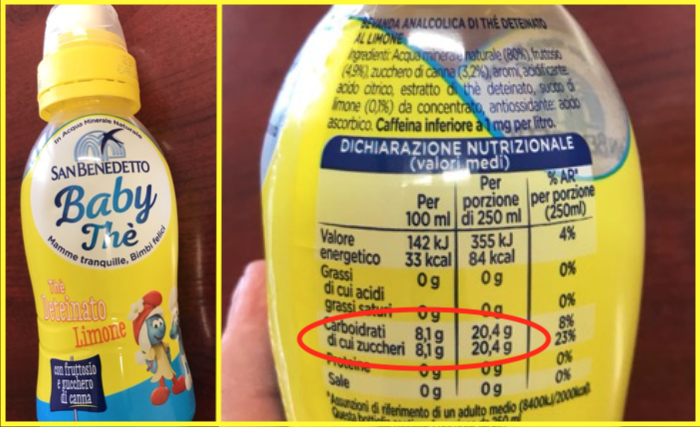 In Acqua Minerale Naturale
SAN BENEDETTO
Baby
Thè
Mamme tranquille, Bimbi felici
Thè
Deteinato
Limone
con fruttosio
e zucchero
di canna
BEVANDA ANALCOLICA DI THÈ DETEINATO
AL LIMONE
Ingredienti: Acqua minerale naturale (80%), fruttosio
(4,9%), zucchero di canna (3,2%), aromi, acidificante:
acido citrico, estratto di thè deteinato, succo di
limone (0,1%) da concentrato, antiossidante: acido
ascorbico. Caffeina inferiore a 1 mg per litro.
DICHIARAZIONE NUTRIZIONALE
(valori medi)
Per 100 ml Per porzione di 250 ml % AR* per porzione (250ml)
Valore energetico 142 kJ 355 kJ 4%
33 kcal 84 kcal
Grassi 0 g 0 g 0%
di cui acidi
grassi saturi 0 g 0 g 0%
Carboidrati 8,1 g 20,4 g 8%
di cui zuccheri 8,1 g 20,4 g 23%
Proteine 0 g 0 g 0%
Sale 0 g 0 g 0%
*Assunzioni di riferimento di un adulto medio (8400kJ/2000kcal).
Questa bottiglia